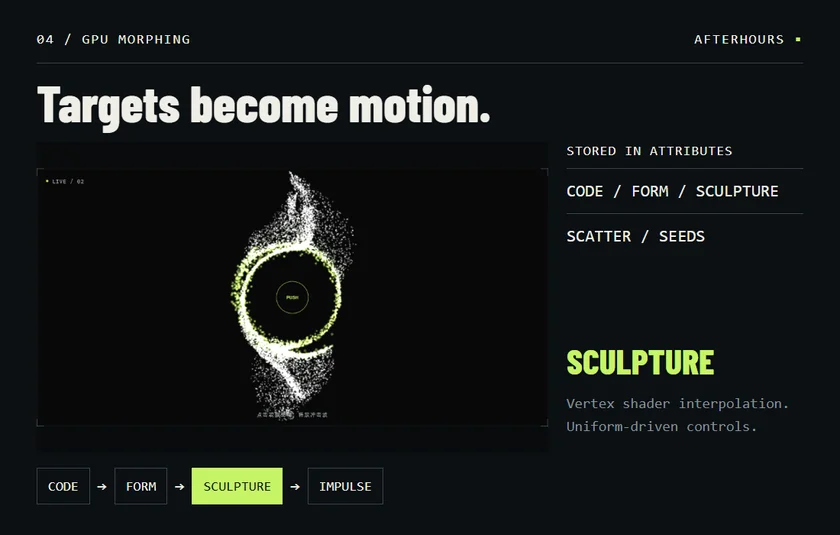 04 / GPU MORPHING
AFTERHOURS
Targets become motion.
LIVE / 02
PUSH
STORED IN ATTRIBUTES
CODE / FORM / SCULPTURE
SCATTER / SEEDS
SCULPTURE
Vertex shader interpolation.
Uniform-driven controls.
CODE → FORM → SCULPTURE → IMPULSE